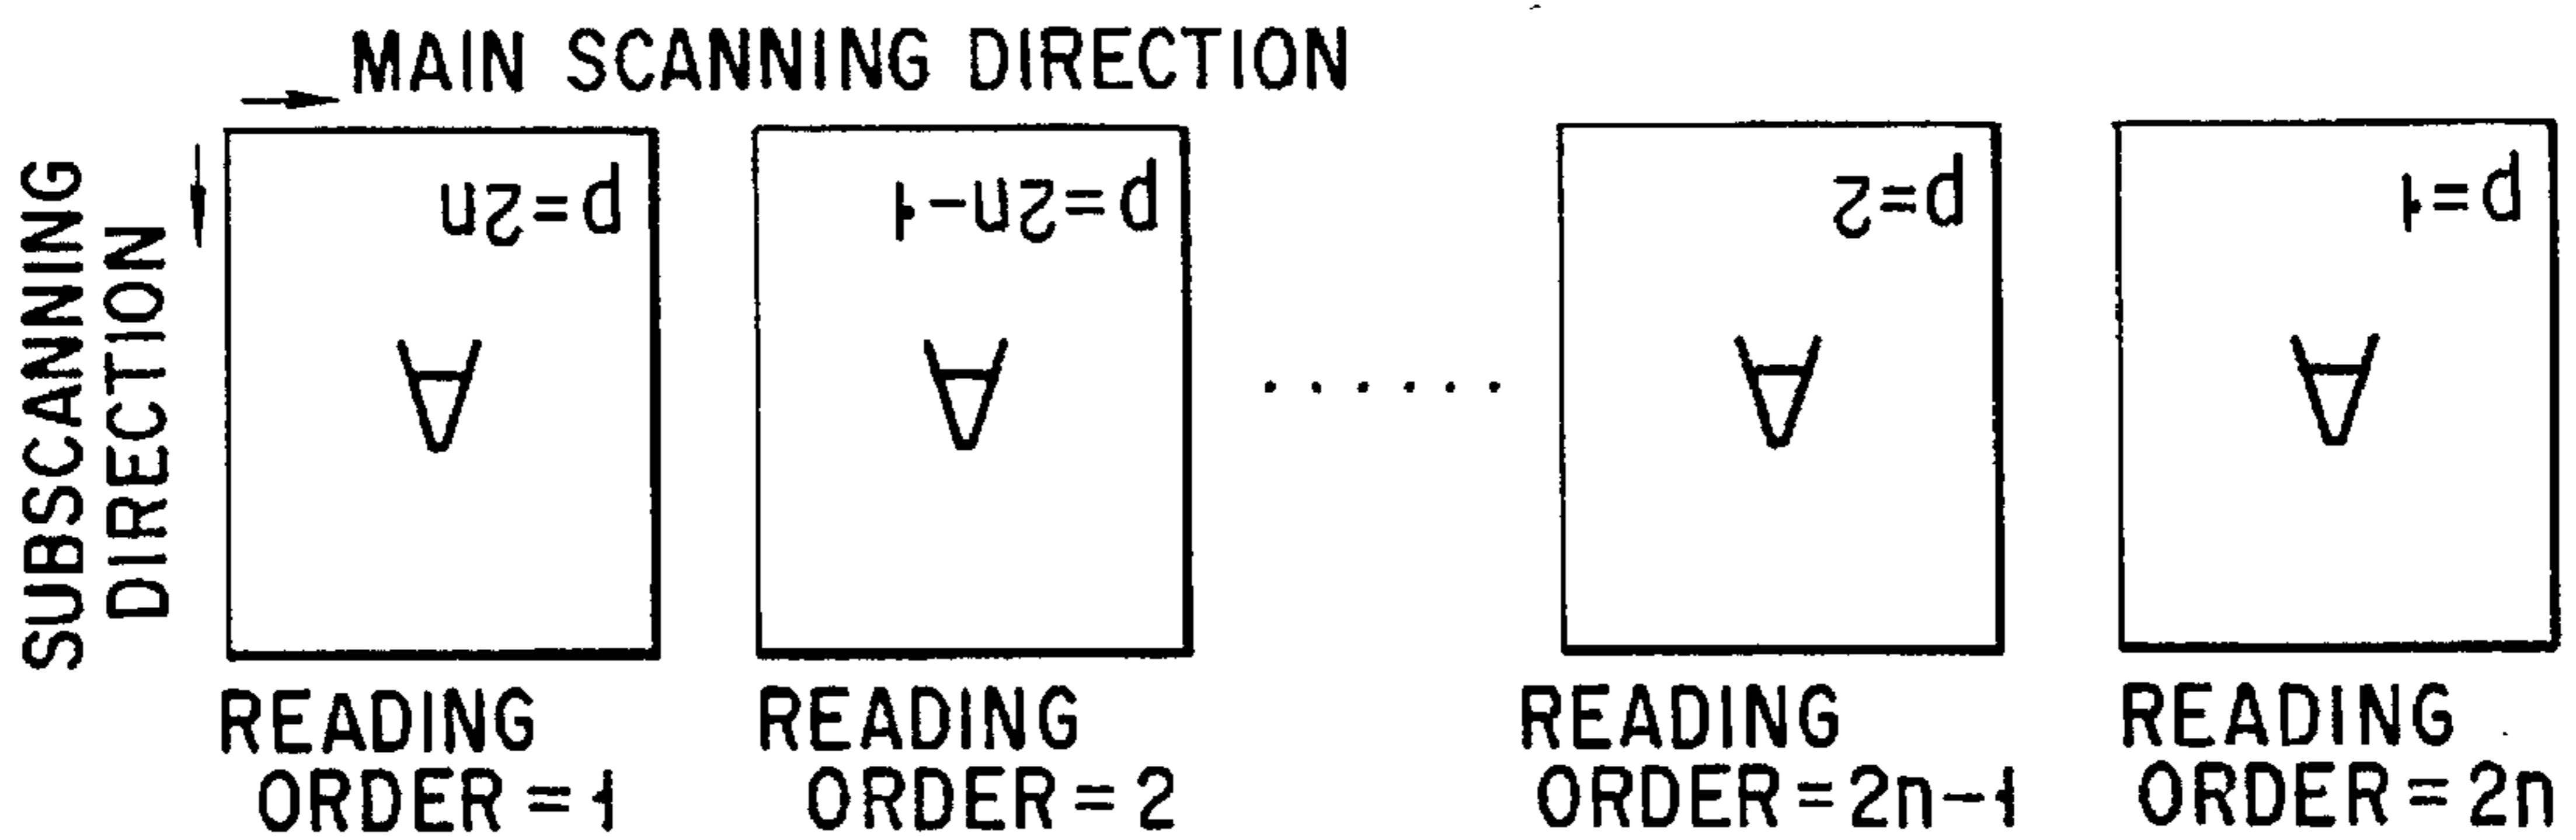 MAIN SCANNING DIRECTION
SUBSCANNING
DIRECTION
p=2n
A
READING
ORDER=1
p=2n-1
A
READING
ORDER=2
......
p=2
A
READING
ORDER=2n-1
p=1
A
READING
ORDER=2n